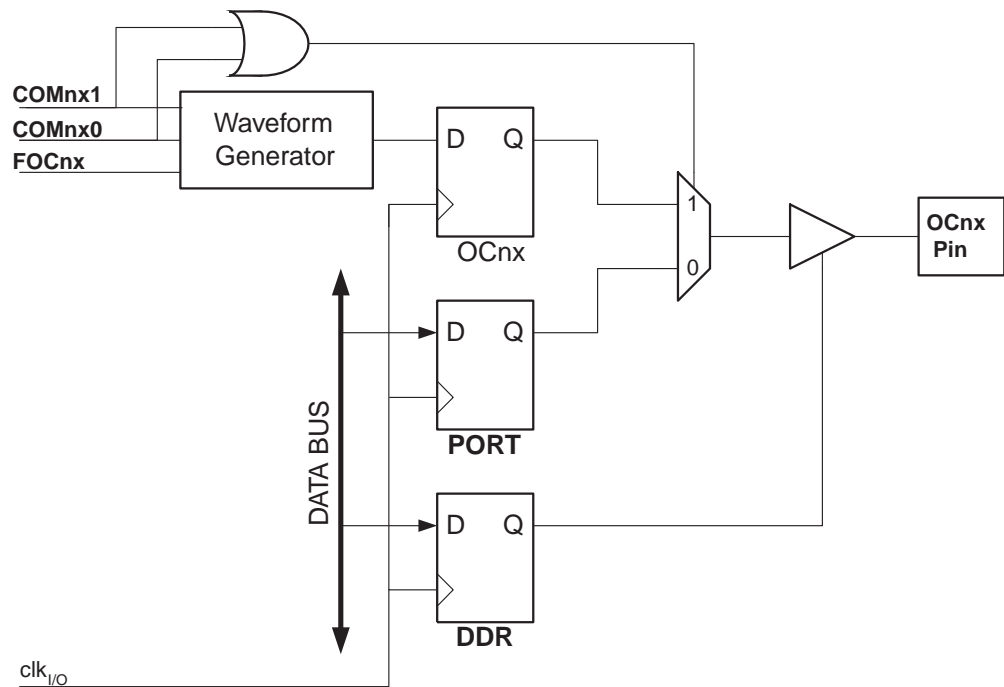 COMnx1
COMnx0
FOCnx
Waveform
Generator
D Q
OCnx
1
0
OCnx
Pin
D Q
PORT
DATA BUS
D Q
DDR
clkI/O